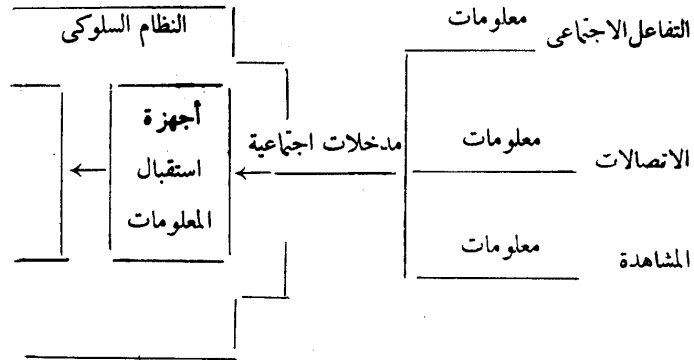 التفاعل الاجتماعى
معلومات
النظام السلوكى
أجهزة
استقبال
المعلومات
مدخلات اجتماعية
معلومات
الاتصالات
معلومات
المشاهدة